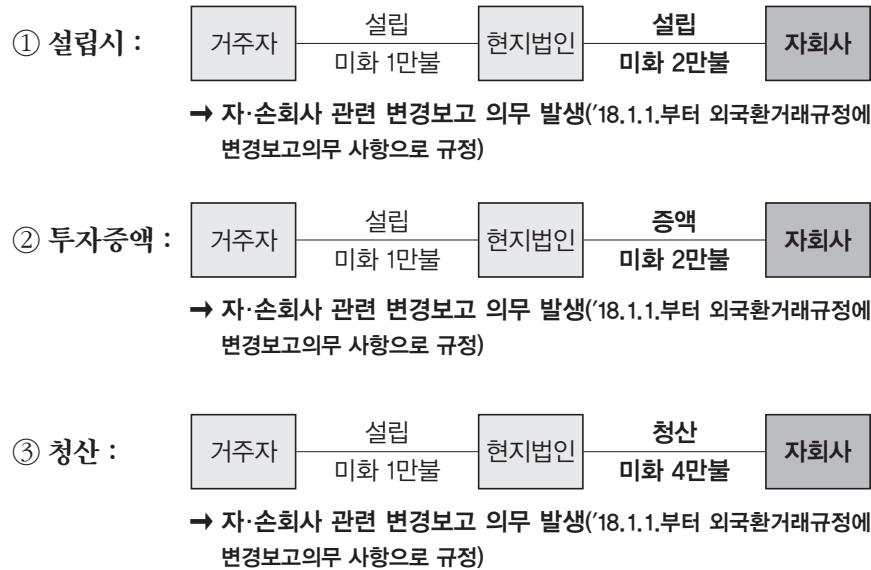 ① 설립시 : 거주자 설립 미화 1만불 현지법인 설립 미화 2만불 자회사
→ 자·손회사 관련 변경보고 의무 발생('18.1.1.부터 외국환거래규정에
변경보고의무 사항으로 규정)
② 투자증액 : 거주자 설립 미화 1만불 현지법인 증액 미화 2만불 자회사
→ 자·손회사 관련 변경보고 의무 발생('18.1.1.부터 외국환거래규정에
변경보고의무 사항으로 규정)
③ 청산 : 거주자 설립 미화 1만불 현지법인 청산 미화 4만불 자회사
→ 자·손회사 관련 변경보고 의무 발생('18.1.1.부터 외국환거래규정에
변경보고의무 사항으로 규정)